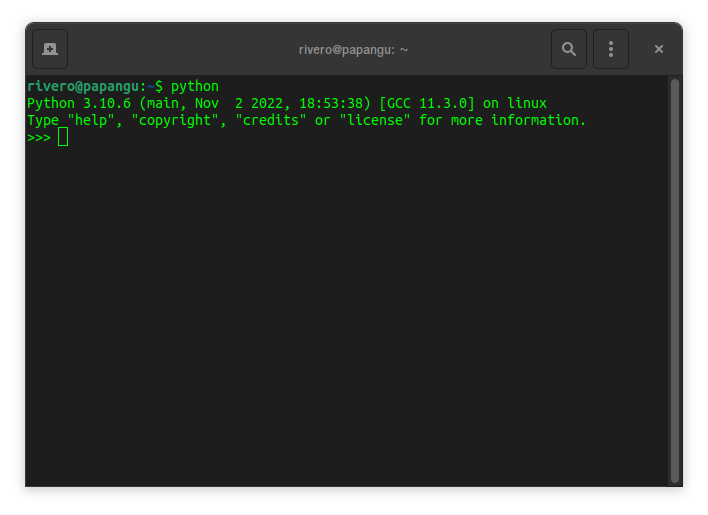 rivero@papangu: ~
rivero@papangu:~$ python
Python 3.10.6 (main, Nov  2 2022, 18:53:38) [GCC 11.3.0] on linux
Type "help", "copyright", "credits" or "license" for more information.
>>>